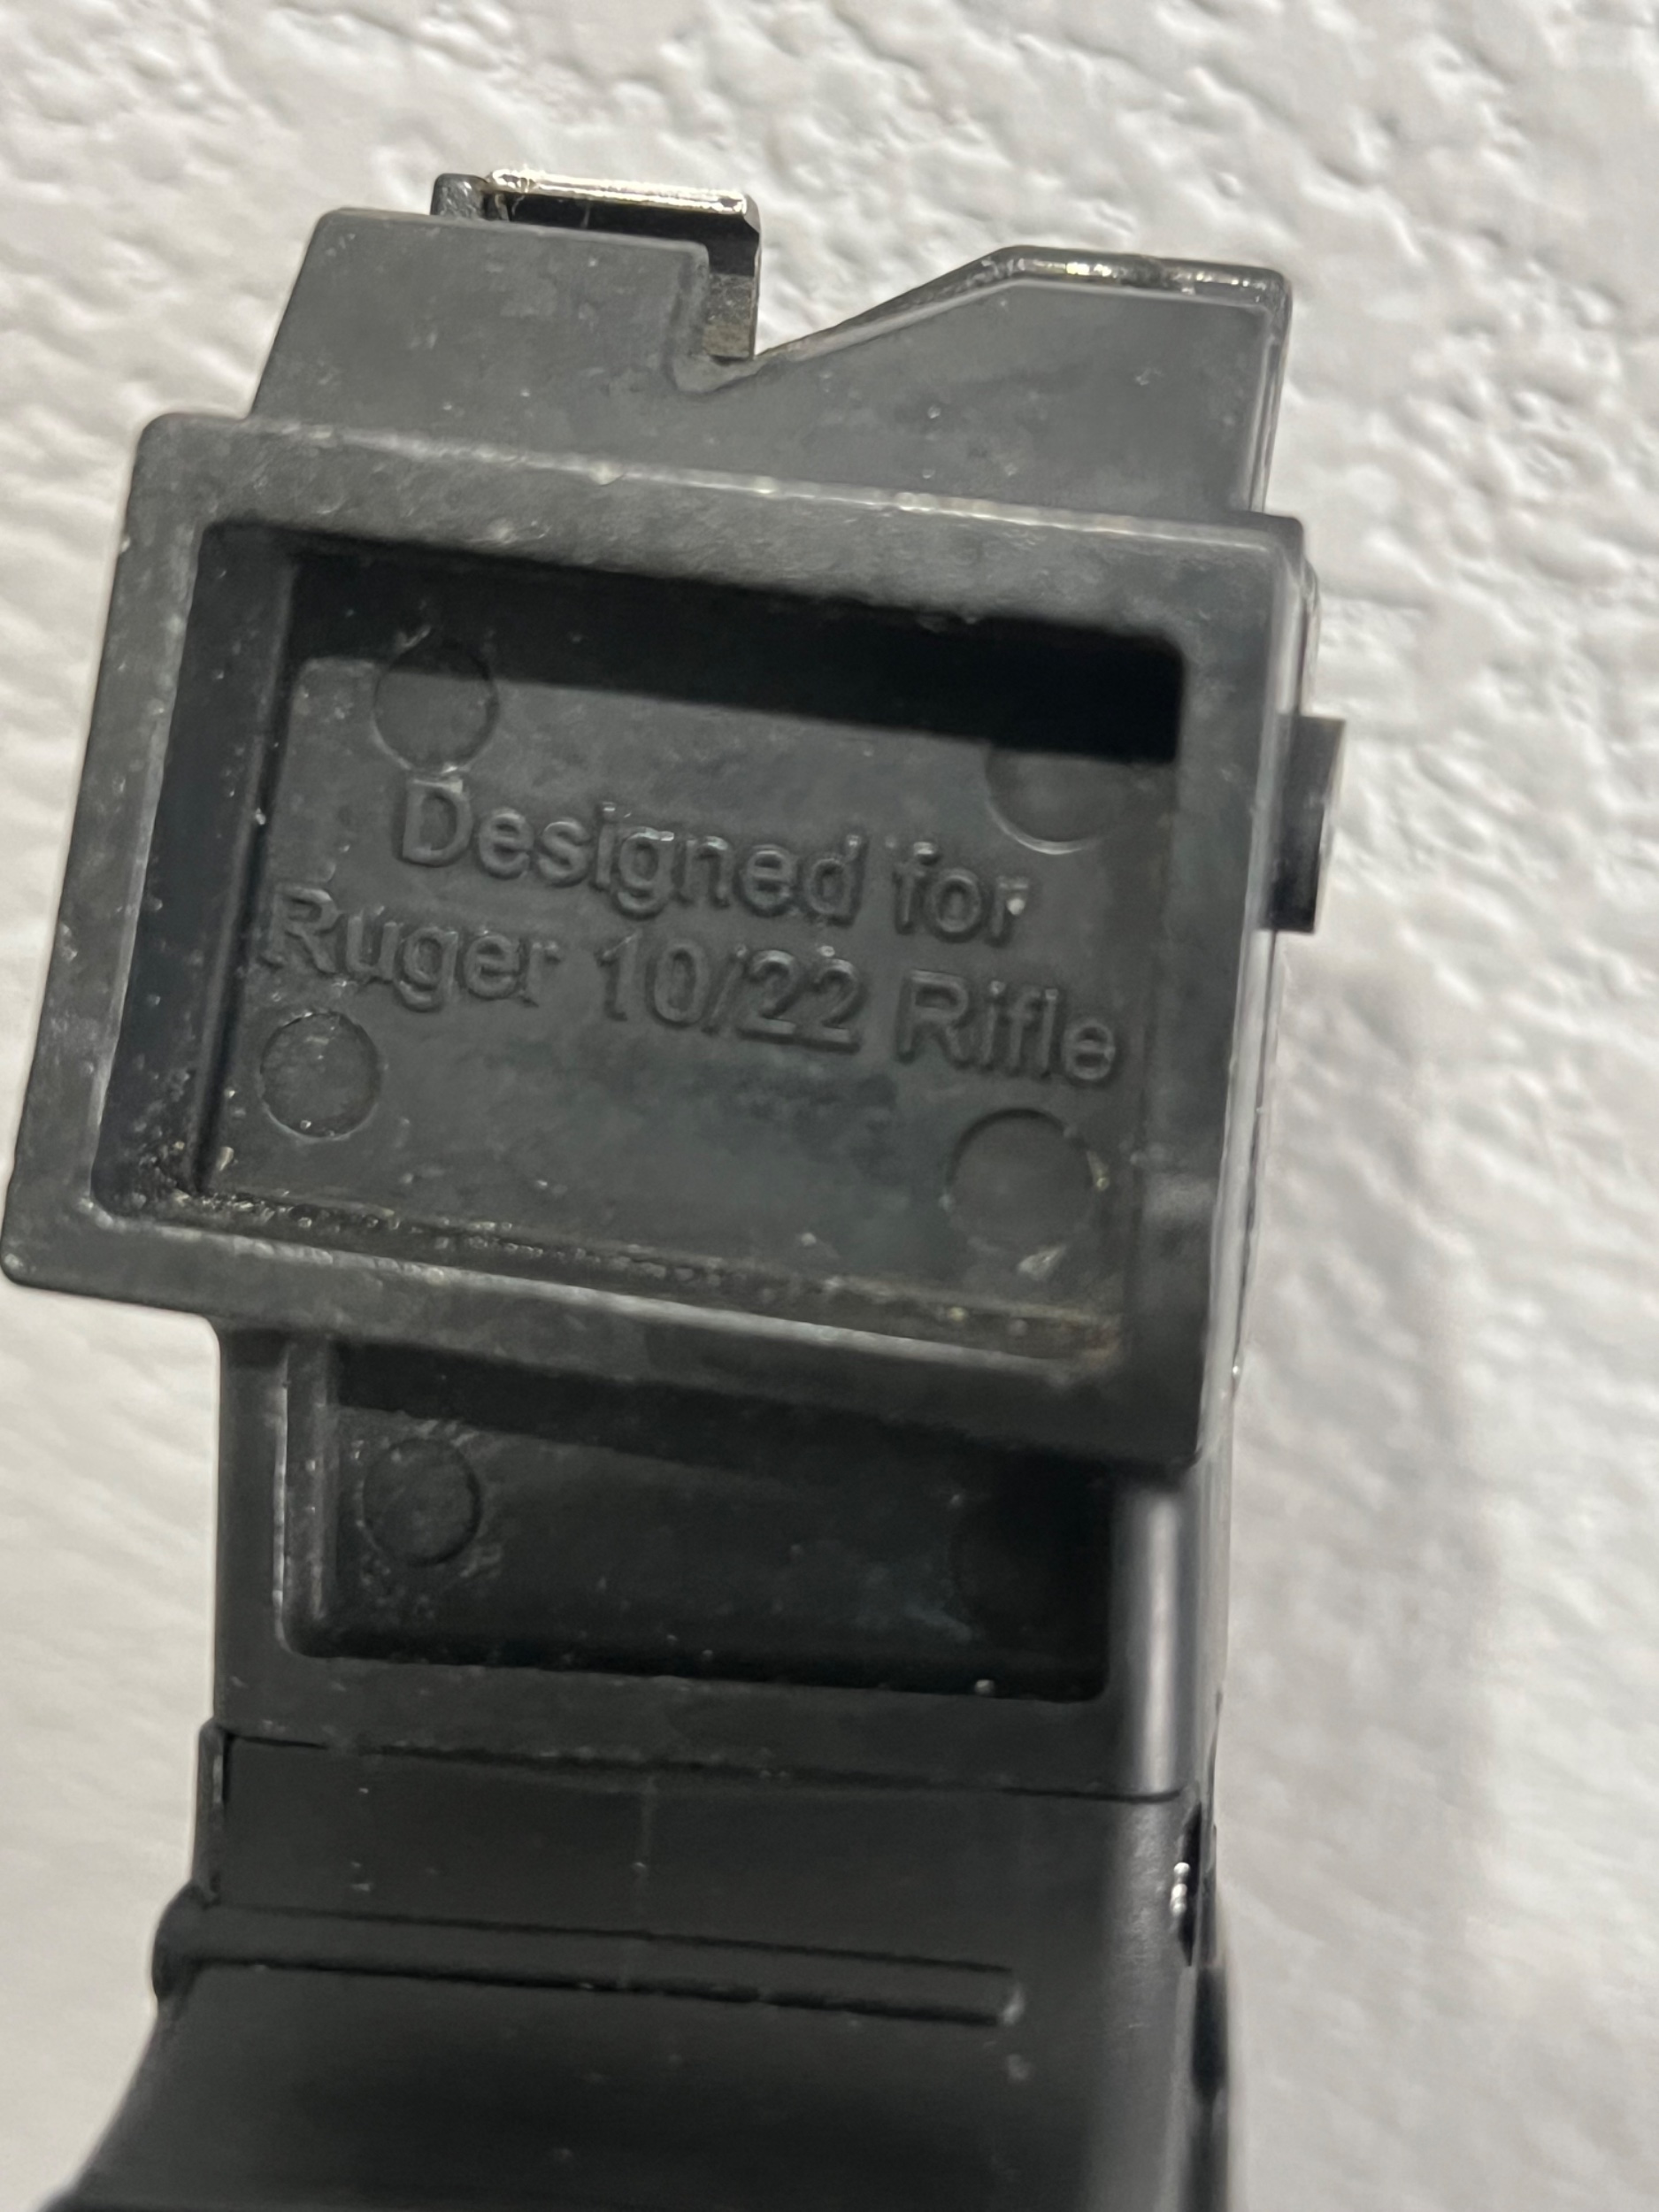 Designed for
Ruger 10/22 Rifle